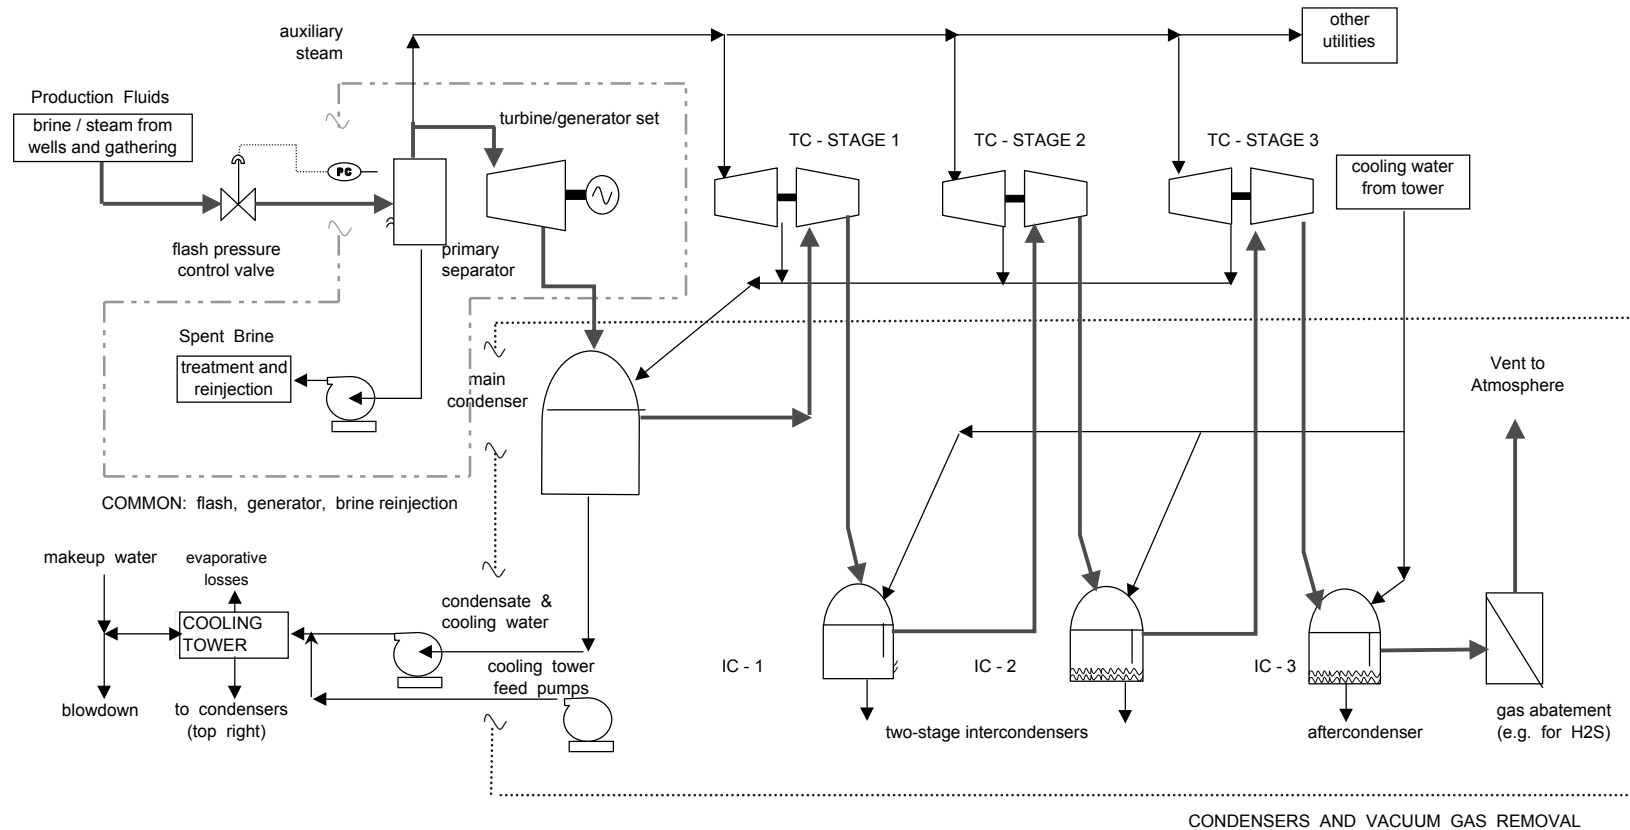 auxiliary
steam
other
utilities
Production Fluids
brine / steam from
wells and gathering
PC
turbine/generator set
TC - STAGE 1
TC - STAGE 2
TC - STAGE 3
cooling water
from tower
flash pressure
control valve
primary
separator
Spent Brine
treatment and
reinjection
main
condenser
Vent to
Atmosphere
COMMON: flash, generator, brine reinjection
makeup water
evaporative
losses
COOLING
TOWER
condensate &
cooling water
cooling tower
feed pumps
blowdown
to condensers
(top right)
IC - 1
IC - 2
IC - 3
two-stage intercondensers
aftercondenser
gas abatement
(e.g. for H2S)
CONDENSERS AND VACUUM GAS REMOVAL